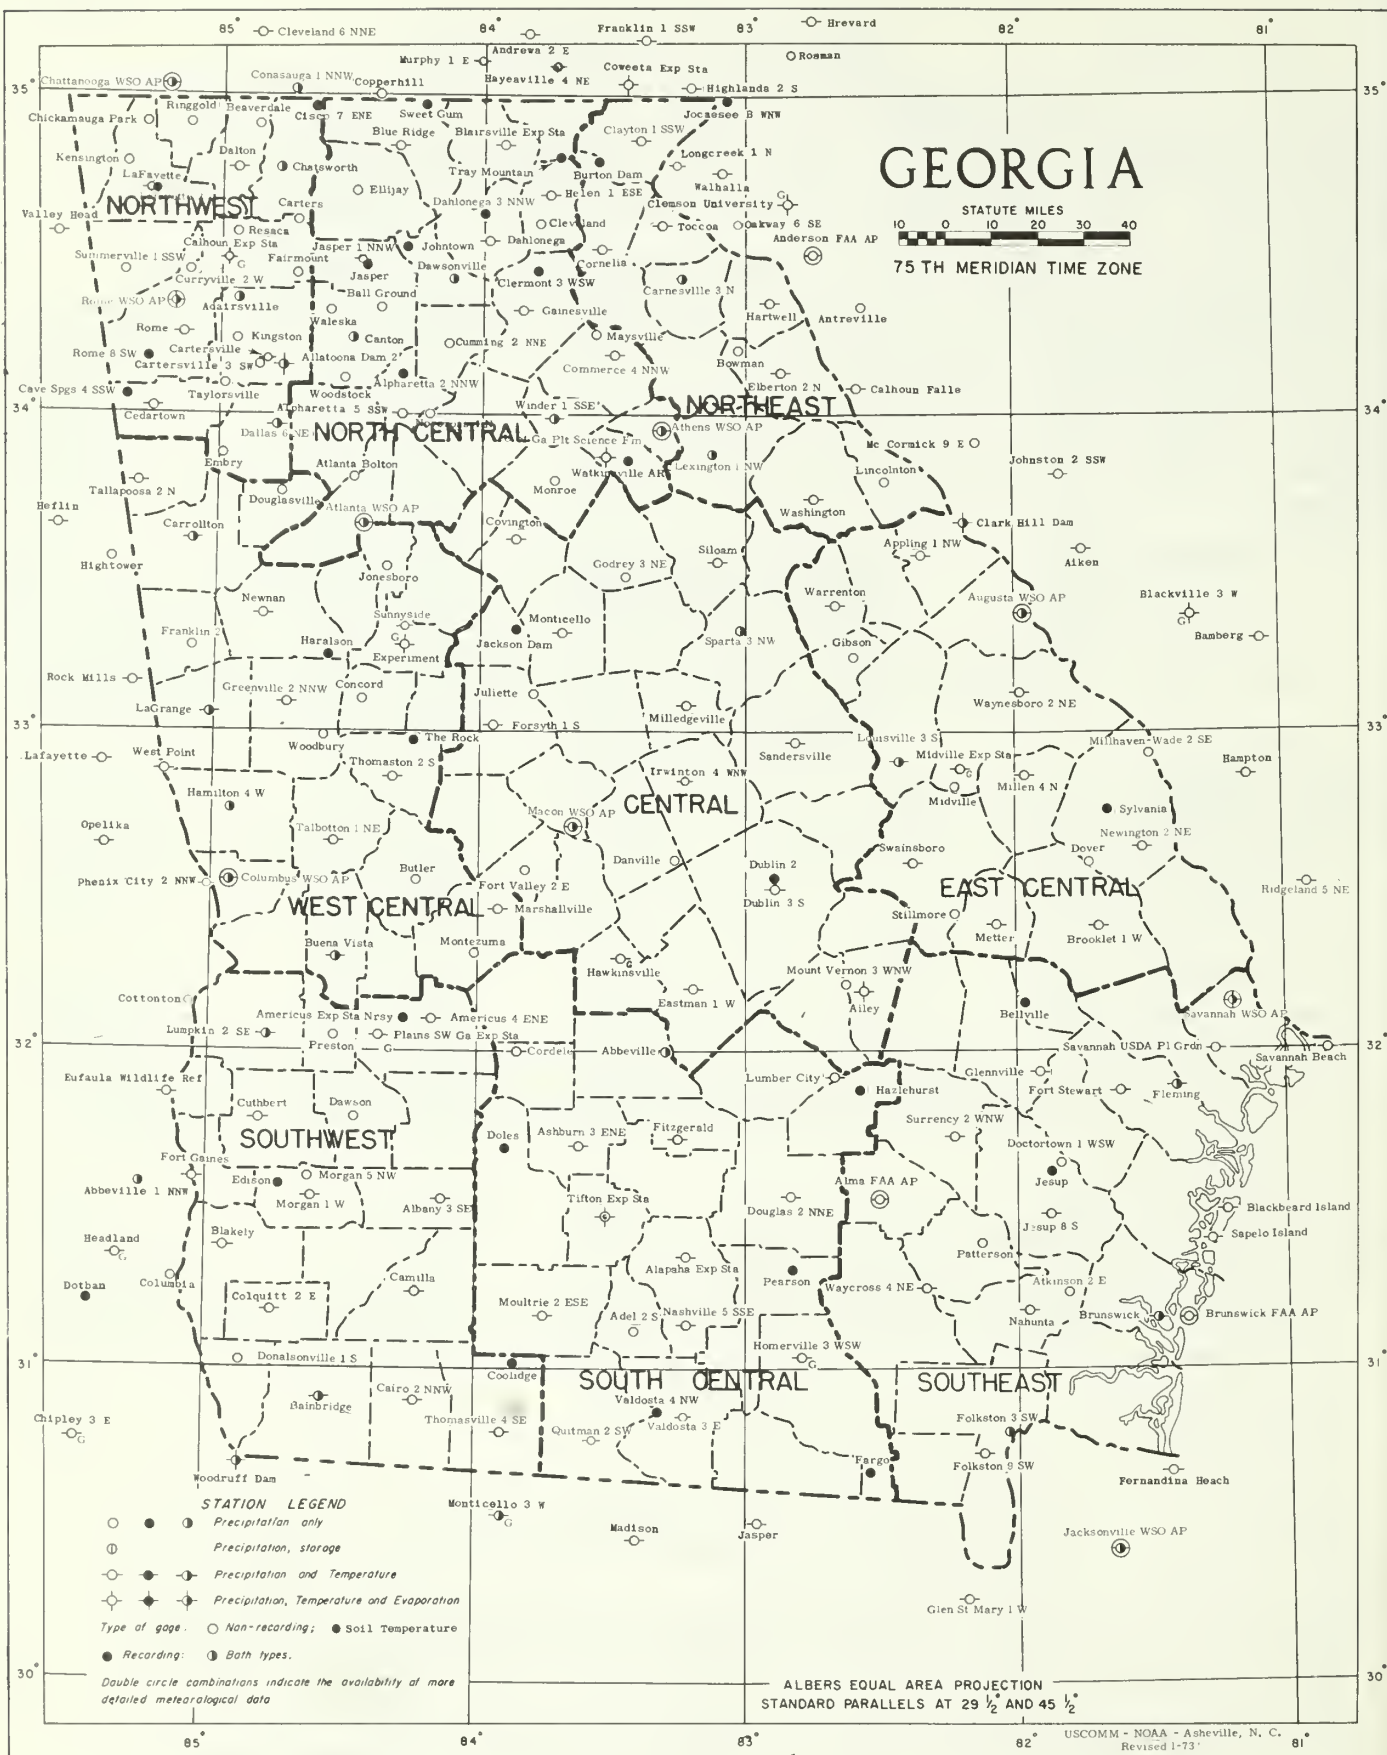 85°
Cleveland 6 NNE
84°
Andrews 2 E
Franklin 1 SSW
83°
Hrevard
82°
81°
Murphy 1 E
Rosman
Hayeaville 4 NE
Coweeta Exp Sta
35°
Chattanooga WSO AP
Conasauga 1 NNW
Copperhill
Highlanda 2 S
35°
Chickamauga Park
Ringgold
Beaverdale
Cisco 7 ENE
Sweet Gum
Jocassee 8 WNW
Blue Ridge
Blairsville Exp Sta
Clayton 1 SSW
Kensington
Dalton
Chatsworth
Tray Mountain
Burton Dam
Longcreek 1 N
GEORGIA
LaFayette
Ellijay
Helen 1 ESE
Walhalla
NORTHWEST
Carters
Dahlonega 3 NNW
Clemson University
G
STATUTE MILES
Valley Head
Resaca
Cleveland
Toccoa
Oakway 6 SE
10 0 10 20 30 40
Calhoun Exp Sta
Jasper 1 NNW
Johntown
Dahlonega
Anderson FAA AP
Summerville 1 SSW
G
Fairmount
Jasper
Dawsonville
Cornelia
75 TH MERIDIAN TIME ZONE
Curryville 2 W
Clermont 3 WSW
Carnesville 3 N
Rome WSO AP
Adairsville
Ball Ground
Gainesville
Hartwell
Antreville
Waleska
Rome
Kingston
Canton
Cumming 2 NNE
Maysville
Rome 8 SW
Cartersville
Allatoona Dam 2
Bowman
Cartersville 3 SW
Commerce 4 NNW
Cave Spgs 4 SSW
Taylorsville
Woodstock
Alpharetta 2 NNW
Elberton 2 N
Calhoun Falls
34°
Cedartown
Alpharetta 5 SSW
Winder 1 SSE
NORTHEAST
34°
Dallas 6 NE
NORTH CENTRAL
Ga Plt Science Fm
Athens WSO AP
Mc Cormick 9 E
Embry
Atlanta Bolton
Watkinsville ARS
Lexington 1 NW
Johnston 2 SSW
Tallapoosa 2 N
Douglasville
Monroe
Lincolnton
Heflin
Atlanta WSO AP
Washington
Carrollton
Covington
Clark Hill Dam
Hightower
Jonesboro
Godrey 3 NE
Siloam
Appling 1 NW
Aiken
Newnan
Sunnyside
Warrenton
Augusta WSO AP
Blackville 3 W
G
Franklin 2
G
Monticello
Bamberg
Haralson
Experiment
Jackson Dam
Sparta 3 NW
Gibson
Rock Mills
Greenville 2 NNW
Concord
Juliette
LaGrange
Milledgeville
Waynesboro 2 NE
33°
Woodbury
The Rock
Forsyth 1 S
Louisville 3 S
33°
Lafayette
West Point
Thomaston 2 S
Sandersville
Midville Exp Sta
G
Millhaven-Wade 2 SE
Irwinton 4 WNW
Hampton
Hamilton 4 W
CENTRAL
Midville
Millen 4 N
Opelika
Talbotton 1 NE
Macon WSO AP
Sylvania
Newington 2 NE
Danville
Dublin 2
Swainsboro
Dover
Phenix City 2 NNW
Columbus WSO AP
Butler
Fort Valley 2 E
EAST CENTRAL
Ridgeland 5 NE
WEST CENTRAL
Marshallville
Dublin 3 S
Stillmore
Buena Vista
Montezuma
Metter
Brooklet 1 W
Hawkinsville
G
Mount Vernon 3 WNW
Cottonton
Eastman 1 W
Ailey
Americus Exp Sta Nrsy
Americus 4 ENE
Bellville
Savannah WSO AP
Lumpkin 2 SE
Preston
G
Plains SW Ga Exp Sta
32°
Cordele
Abbeville
Savannah USDA Pl Grdn
32°
Savannah Beach
Eufaula Wildlife Ref
Lumber City
Hazlehurst
Glennville
Fort Stewart
Fleming
Cuthbert
Dawson
Surrency 2 WNW
SOUTHWEST
Doles
Ashburn 3 ENE
Fitzgerald
Doctortown 1 WSW
Fort Gaines
Edison
Morgan 5 NW
Alma FAA AP
Jesup
Abbeville 1 NNW
Morgan 1 W
Albany 3 SE
Tifton Exp Sta
Douglas 2 NNE
Jesup 8 S
Blackbeard Island
Headland
G
Blakely
Sapelo Island
Patterson
Columbia
Camilla
Alapaha Exp Sta
Dothan
Pearson
Waycross 4 NE
Atkinson 2 E
Colquitt 2 E
Moultrie 2 ESE
Adel 2 S
Nashville 5 SSE
Nahunta
Brunswick
Brunswick FAA AP
31°
Donalsonville 1 S
Homerville 3 WSW
G
31°
Coolidge
SOUTH CENTRAL
SOUTHEAST
Bainbridge
Cairo 2 NNW
Valdosta 4 NW
Chipley 3 E
G
Thomasville 4 SE
Quitman 2 SW
Valdosta 3 E
Folkston 3 SW
Woodruff Dam
Fargo
Folkston 9 SW
Fernandina Heach
STATION LEGEND
Monticello 3 W
G
Precipitation only
Madison
Jasper
Jacksonville WSO AP
Precipitation, storage
Precipitation and Temperature
Precipitation, Temperature and Evaporation
Glen St Mary 1 W
Type of gage. Non-recording; Soil Temperature
Recording: Both types.
30°
30°
Double circle combinations indicate the availability of more
detailed meteorological data
ALBERS EQUAL AREA PROJECTION
STANDARD PARALLELS AT 29 1/2° AND 45 1/2°
85°
84°
83°
82°
USCOMM - NOAA - Asheville, N. C.
Revised 1-73
81°